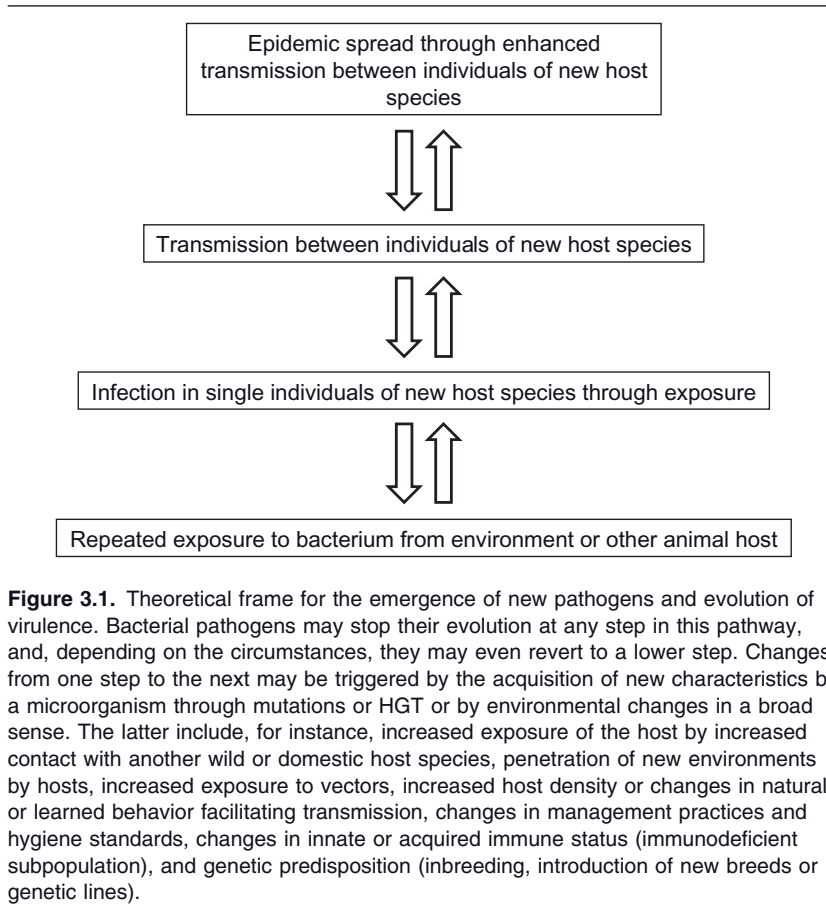 Epidemic spread through enhanced
transmission between individuals of new host
species
Transmission between individuals of new host species
Infection in single individuals of new host species through exposure
Repeated exposure to bacterium from environment or other animal host
Figure 3.1. Theoretical frame for the emergence of new pathogens and evolution of
virulence. Bacterial pathogens may stop their evolution at any step in this pathway,
and, depending on the circumstances, they may even revert to a lower step. Changes
from one step to the next may be triggered by the acquisition of new characteristics b
a microorganism through mutations or HGT or by environmental changes in a broad
sense. The latter include, for instance, increased exposure of the host by increased
contact with another wild or domestic host species, penetration of new environments
by hosts, increased exposure to vectors, increased host density or changes in natural
or learned behavior facilitating transmission, changes in management practices and
hygiene standards, changes in innate or acquired immune status (immunodeficient
subpopulation), and genetic predisposition (inbreeding, introduction of new breeds or
genetic lines).